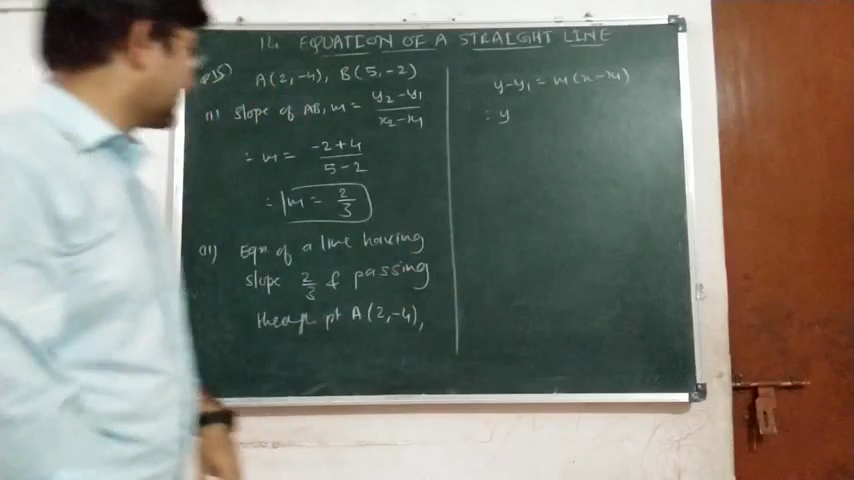 14. EQUATION OF A STRAIGHT LINE
A(2,-4), B(5,-2)
(i) Slope of AB, m = y₂-y₁ / x₂-x₁
∴ m = -2+4 / 5-2
∴ m = 2/3
(ii) Eqn of a line having
slope 2/3 & passing
through pt A(2,-4),
y-y₁ = m(x-x₁)
∴ y